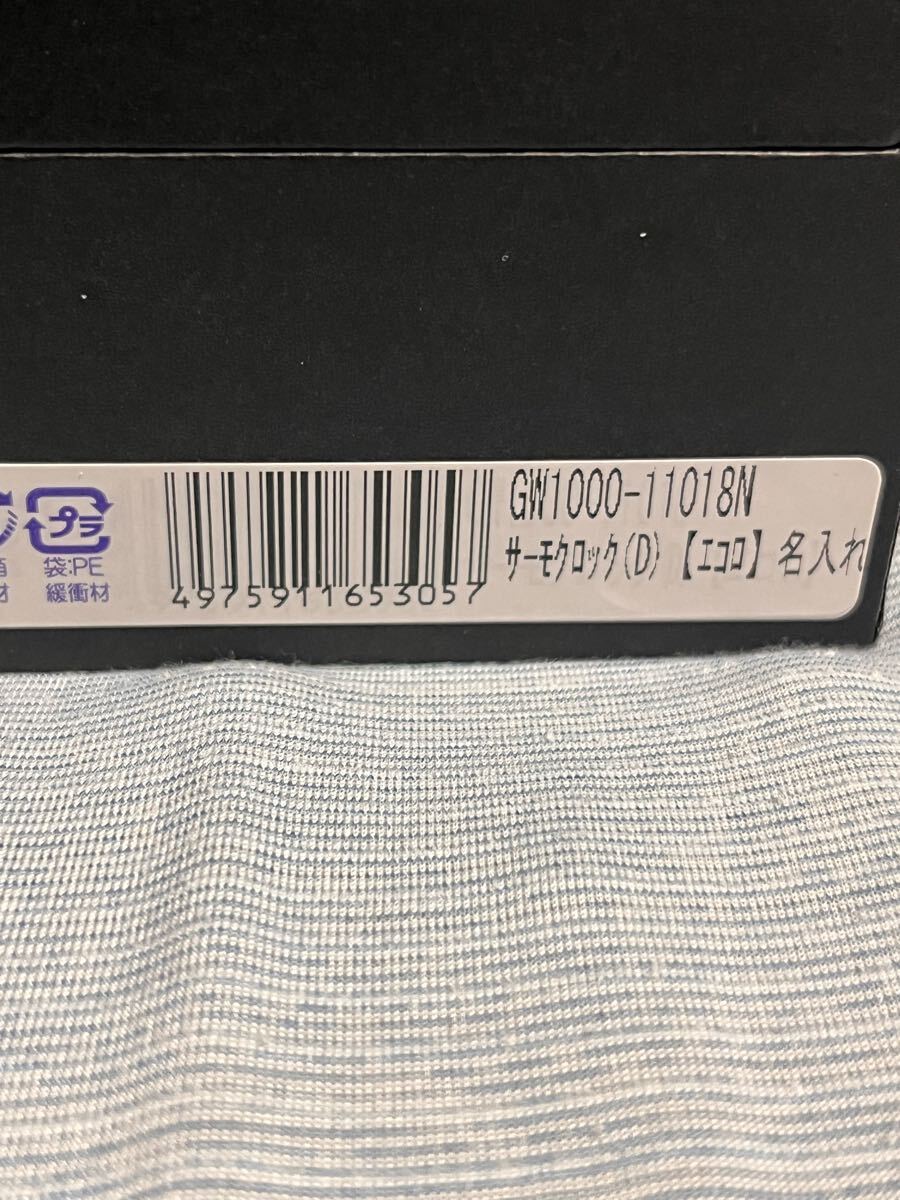 GW1000-11018N
サーモクロック(D)【エコロ】名入れ
4975911653057
プラ
袋:PE
緩衝材